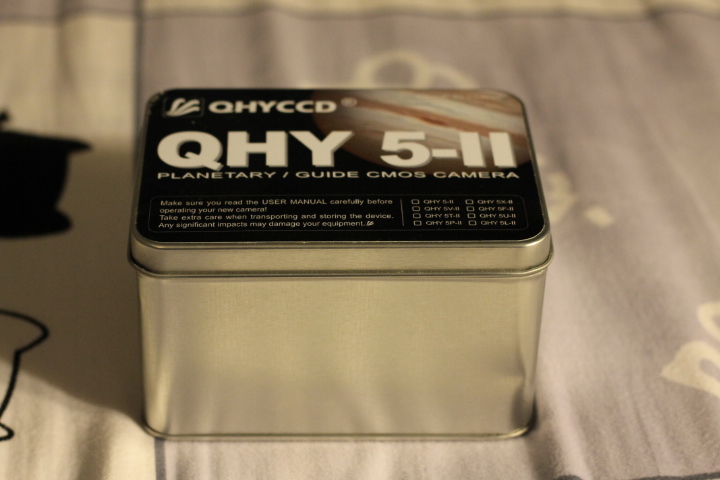 QHYCCD®
QHY 5-II
PLANETARY / GUIDE CMOS CAMERA
Make sure you read the USER MANUAL carefully before
operating your new camera!
Take extra care when transporting and storing the device.
Any significant impacts may damage your equipment.
☐ QHY 5-II ☐ QHY 5X-II
☐ QHY 5V-II ☐ QHY 5F-II
☐ QHY 5T-II ☐ QHY 5U-II
☐ QHY 5P-II ☐ QHY 5L-II